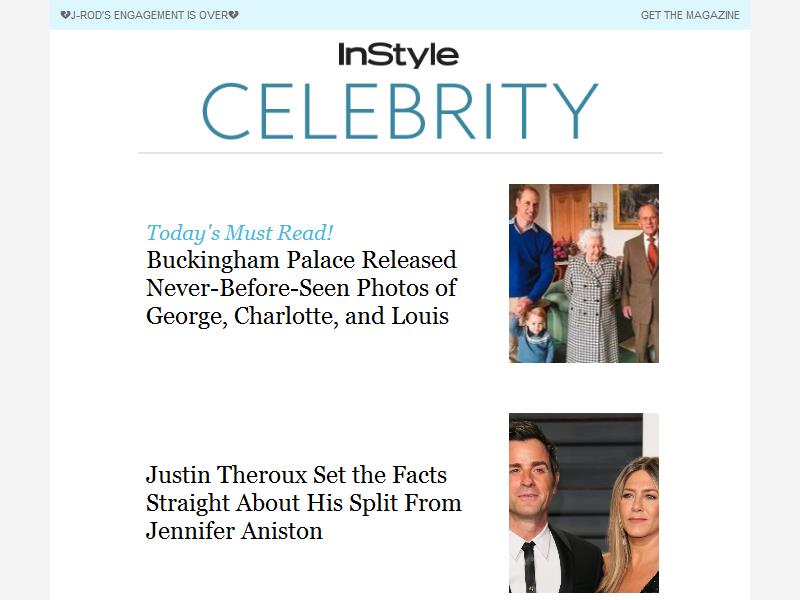 💔J-ROD'S ENGAGEMENT IS OVER💔
GET THE MAGAZINE
InStyle
CELEBRITY
Today's Must Read!
Buckingham Palace Released
Never-Before-Seen Photos of
George, Charlotte, and Louis
Justin Theroux Set the Facts
Straight About His Split From
Jennifer Aniston